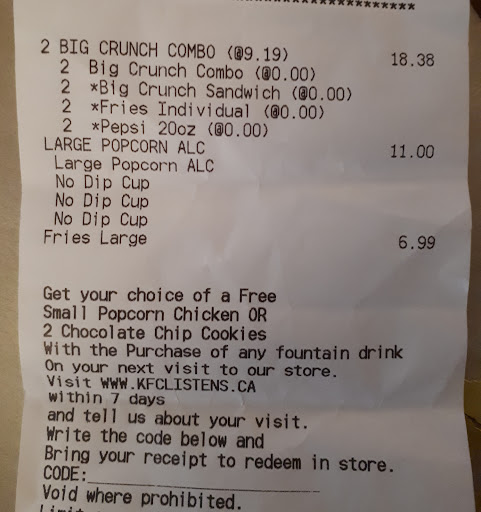 ********************
2 BIG CRUNCH COMBO (@9.19) 18.38
2 Big Crunch Combo (@0.00)
2 *Big Crunch Sandwich (@0.00)
2 *Fries Individual (@0.00)
2 *Pepsi 20oz (@0.00)
LARGE POPCORN ALC 11.00
Large Popcorn ALC
No Dip Cup
No Dip Cup
No Dip Cup
Fries Large 6.99
Get your choice of a Free
Small Popcorn Chicken OR
2 Chocolate Chip Cookies
With the Purchase of any fountain drink
On your next visit to our store.
Visit WWW.KFCLISTENS.CA
within 7 days
and tell us about your visit.
Write the code below and
Bring your receipt to redeem in store.
CODE:____________________
Void where prohibited.